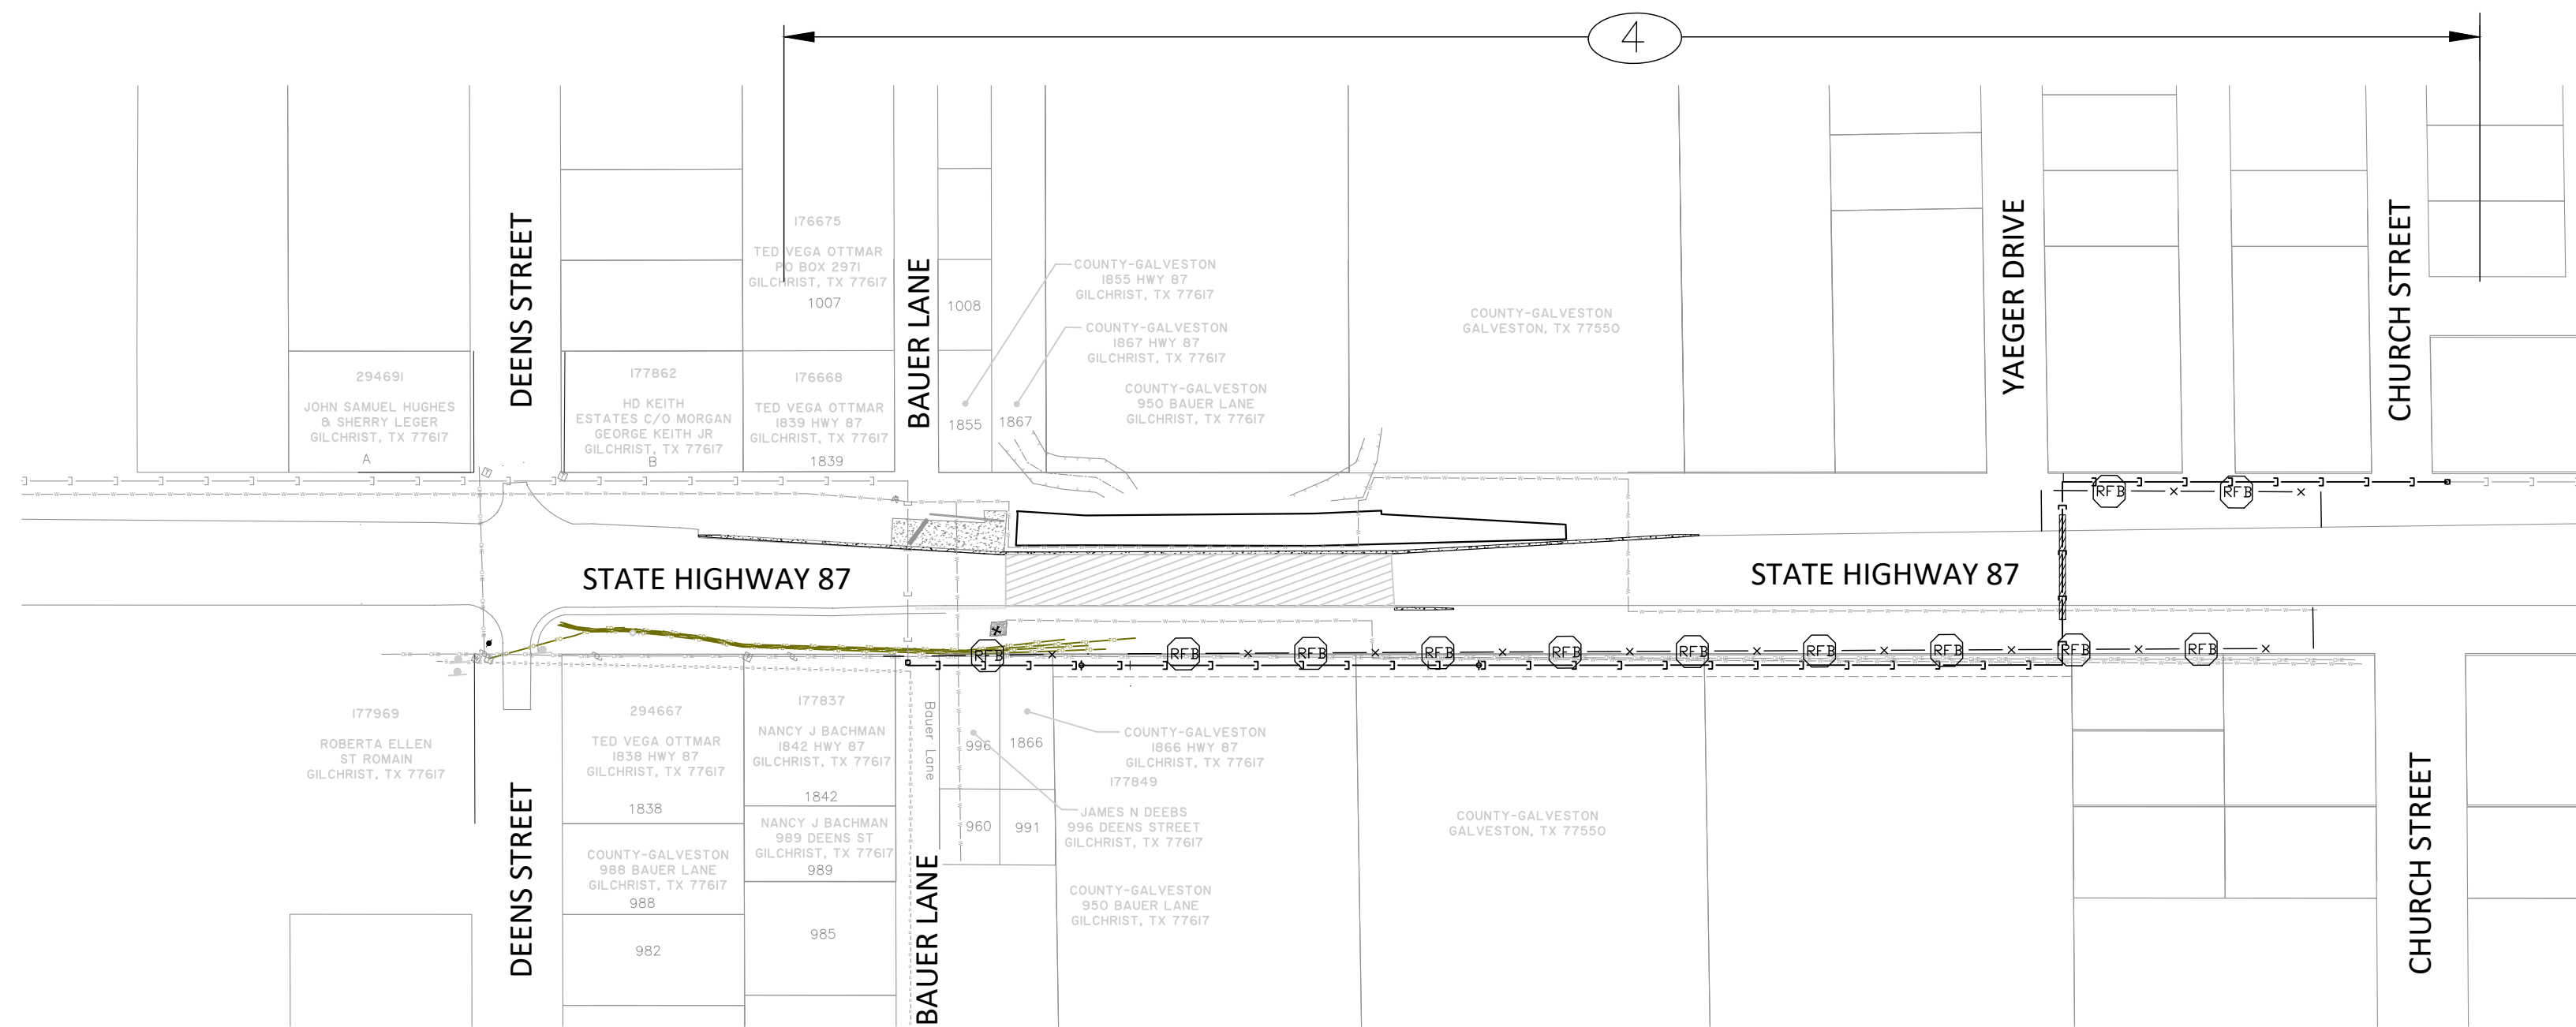 4
176675
TED VEGA OTTMAR
PO BOX 2971
GILCHRIST, TX 77617
1007
DEENS STREET
BAUER LANE
1008
COUNTY-GALVESTON
1855 HWY 87
GILCHRIST, TX 77617
COUNTY-GALVESTON
1867 HWY 87
GILCHRIST, TX 77617
COUNTY-GALVESTON
950 BAUER LANE
GILCHRIST, TX 77617
COUNTY-GALVESTON
GALVESTON, TX 77550
YAEGER DRIVE
CHURCH STREET
294691
JOHN SAMUEL HUGHES
& SHERRY LEGER
GILCHRIST, TX 77617
A
177862
HD KEITH
ESTATES C/O MORGAN
GEORGE KEITH JR
GILCHRIST, TX 77617
B
176668
TED VEGA OTTMAR
1839 HWY 87
GILCHRIST, TX 77617
1839
1855
1867
RFB
RFB
STATE HIGHWAY 87
STATE HIGHWAY 87
RFB
RFB
RFB
RFB
RFB
RFB
RFB
RFB
RFB
RFB
177969
ROBERTA ELLEN
ST ROMAIN
GILCHRIST, TX 77617
DEENS STREET
294667
TED VEGA OTTMAR
1838 HWY 87
GILCHRIST, TX 77617
1838
177837
NANCY J BACHMAN
1842 HWY 87
GILCHRIST, TX 77617
1842
Bauer Lane
996
1866
COUNTY-GALVESTON
1866 HWY 87
GILCHRIST, TX 77617
177849
JAMES N DEEBS
996 DEENS STREET
GILCHRIST, TX 77617
960
991
COUNTY-GALVESTON
GALVESTON, TX 77550
CHURCH STREET
COUNTY-GALVESTON
988 BAUER LANE
GILCHRIST, TX 77617
988
NANCY J BACHMAN
989 DEENS ST
GILCHRIST, TX 77617
989
BAUER LANE
COUNTY-GALVESTON
950 BAUER LANE
GILCHRIST, TX 77617
982
985